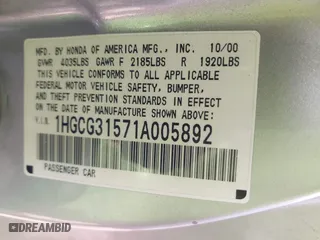 MFD. BY HONDA OF AMERICA MFG., INC. 10/00
GVWR 4035LBS GAWR F 2185LBS R 1920LBS
THIS VEHICLE CONFORMS TO ALL APPLICABLE
FEDERAL MOTOR VEHICLE SAFETY, BUMPER,
AND THEFT PREVENTION STANDARDS IN EFFECT
ON THE DATE OF MANUFACTURE SHOWN ABOVE.
V.I.N. 1HGCG31571A005892
PASSENGER CAR
DREAMBID